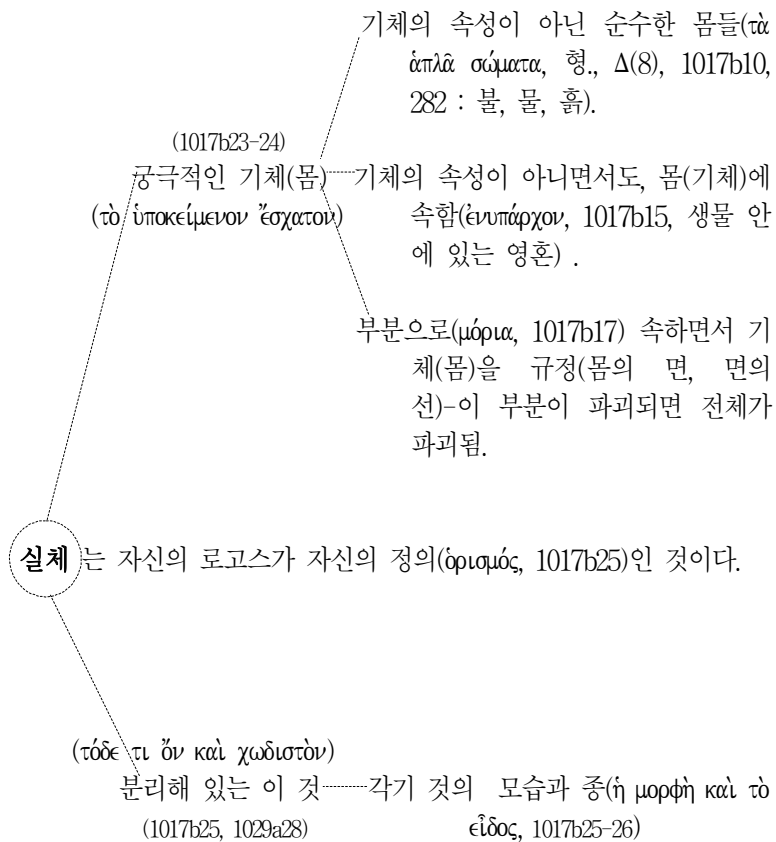 기체의 속성이 아닌 순수한 몸들(τὰ
ἁπλᾶ σώματα, 형., Δ(8), 1017b10,
282 : 불, 물, 흙).
(1017b23-24)
궁극적인 기체(몸)
기체의 속성이 아니면서도, 몸(기체)에
(τὸ ὑποκείμενον ἔσχατον)
속함(ἐνυπάρχον, 1017b15, 생물 안
에 있는 영혼) .
부분으로(μόρια, 1017b17) 속하면서 기
체(몸)을 규정(몸의 면, 면의
선)-이 부분이 파괴되면 전체가
파괴됨.
실체는 자신의 로고스가 자신의 정의(ὁρισμός, 1017b25)인 것이다.
(τόδε τι ὄν καὶ χωδιστὸν)
분리해 있는 이 것
각기 것의 모습과 종(ἡ μορφὴ καὶ τὸ
(1017b25, 1029a28)
εἶδος, 1017b25-26)